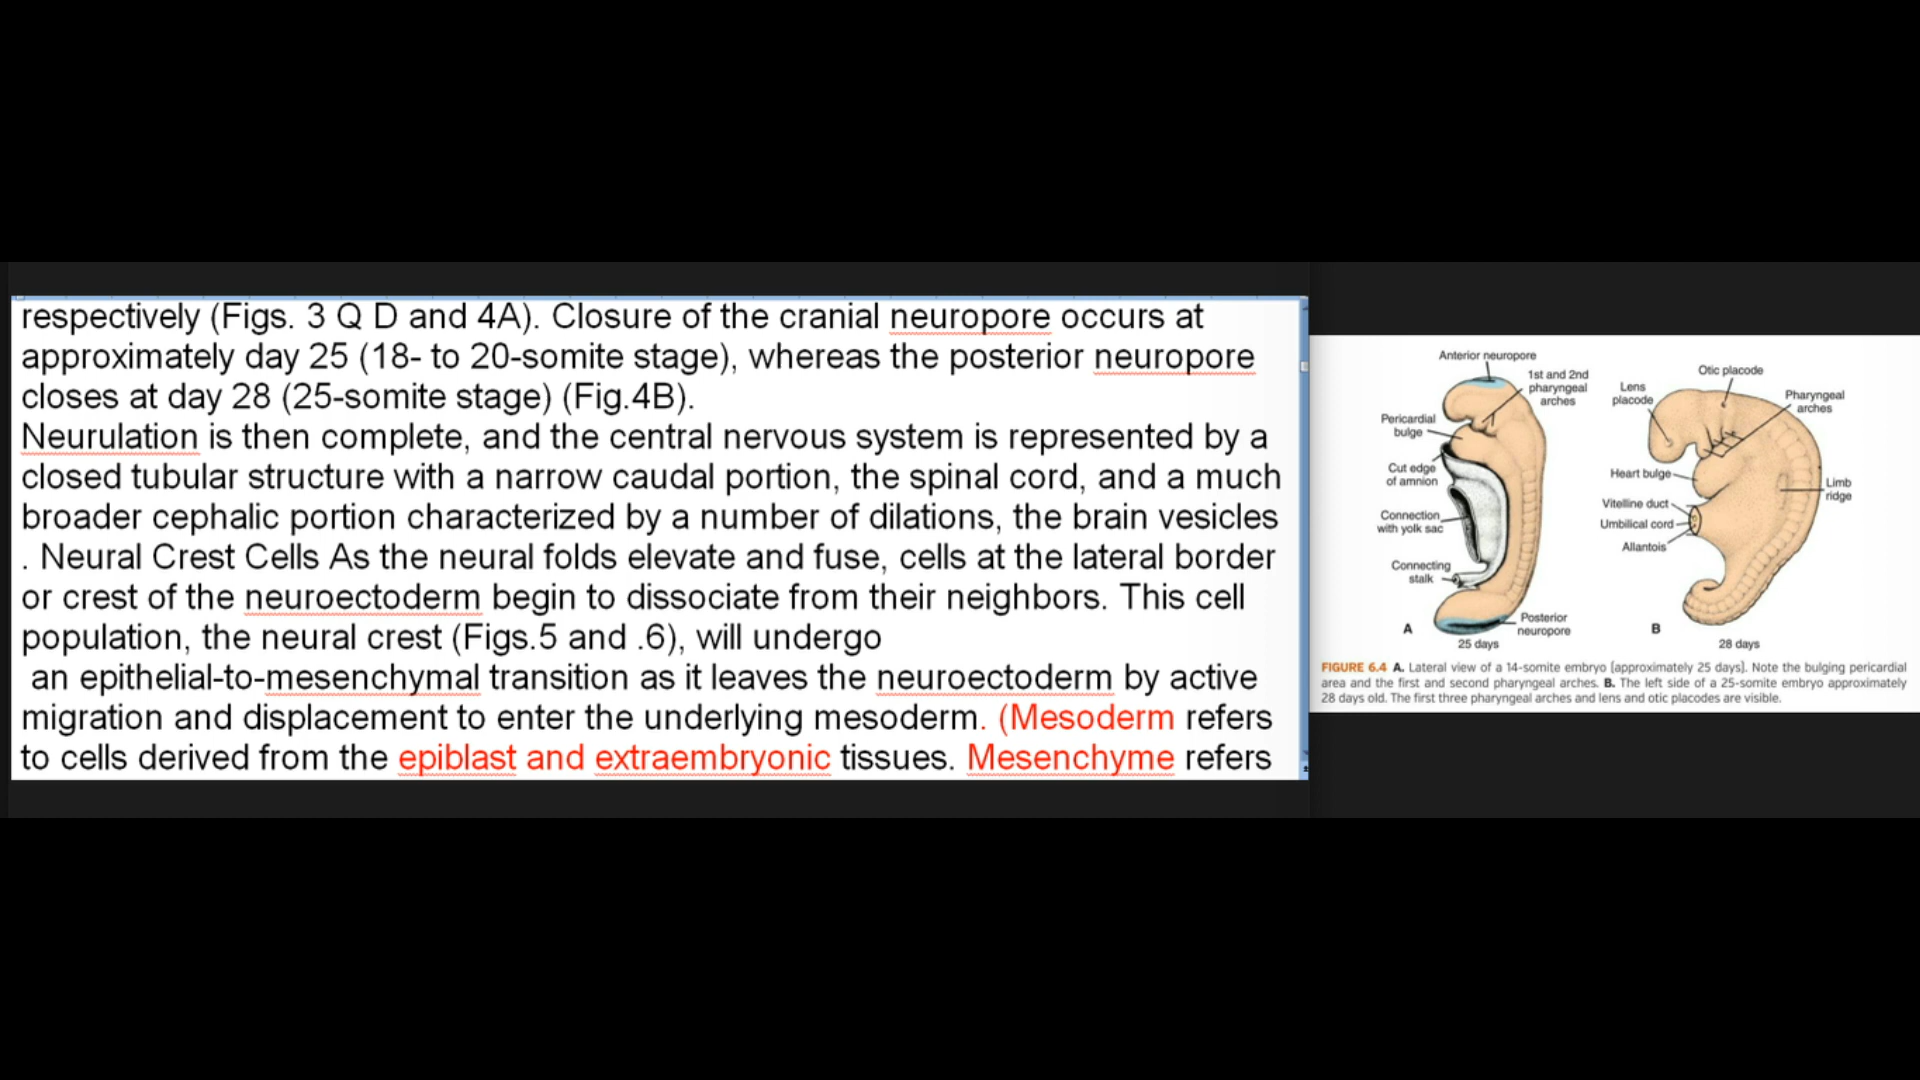 respectively (Figs. 3 Q D and 4A). Closure of the cranial neuropore occurs at
approximately day 25 (18- to 20-somite stage), whereas the posterior neuropore
closes at day 28 (25-somite stage) (Fig.4B).
Neurulation is then complete, and the central nervous system is represented by a
closed tubular structure with a narrow caudal portion, the spinal cord, and a much
broader cephalic portion characterized by a number of dilations, the brain vesicles
. Neural Crest Cells As the neural folds elevate and fuse, cells at the lateral border
or crest of the neuroectoderm begin to dissociate from their neighbors. This cell
population, the neural crest (Figs.5 and .6), will undergo
an epithelial-to-mesenchymal transition as it leaves the neuroectoderm by active
migration and displacement to enter the underlying mesoderm. (Mesoderm refers
to cells derived from the epiblast and extraembryonic tissues. Mesenchyme refers
Anterior neuropore
1st and 2nd
pharyngeal
arches
Pericardial
bulge
Cut edge
of amnion
Connection
with yolk sac
Connecting
stalk
Posterior
neuropore
A
25 days
Otic placode
Lens
placode
Pharyngeal
arches
Heart bulge
Limb
ridge
Vitelline duct
Umbilical cord
Allantois
B
28 days
FIGURE 6.4 A. Lateral view of a 14-somite embryo (approximately 25 days). Note the bulging pericardial
area and the first and second pharyngeal arches. B. The left side of a 25-somite embryo approximately
28 days old. The first three pharyngeal arches and lens and otic placodes are visible.